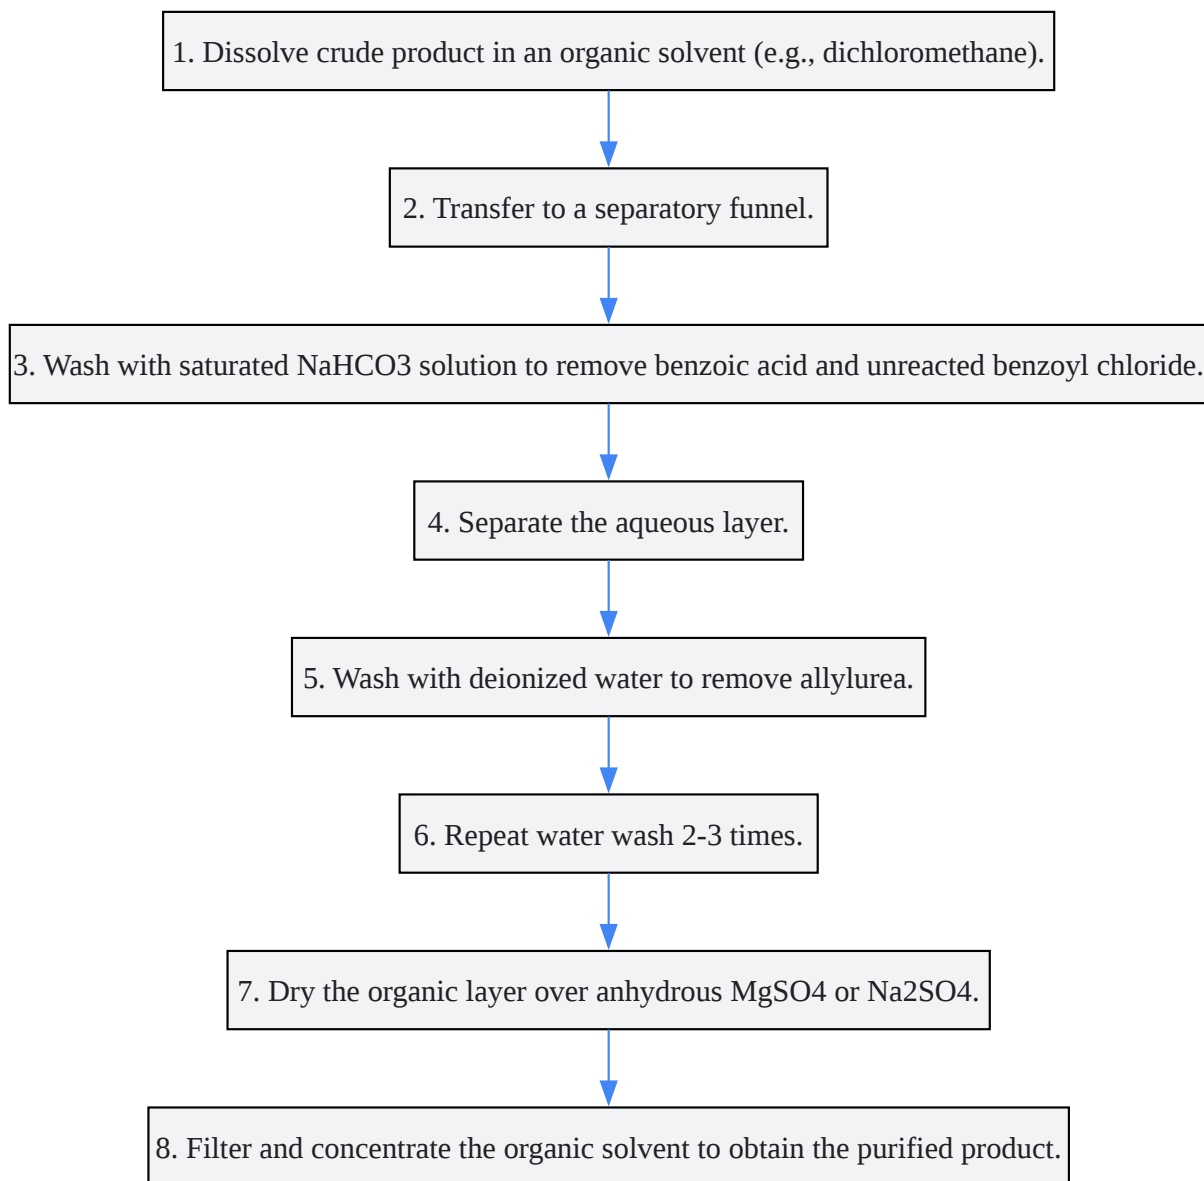 1. Dissolve crude product in an organic solvent (e.g., dichloromethane).
2. Transfer to a separatory funnel.
3. Wash with saturated NaHCO3 solution to remove benzoic acid and unreacted benzoyl chloride.
4. Separate the aqueous layer.
5. Wash with deionized water to remove allylurea.
6. Repeat water wash 2-3 times.
7. Dry the organic layer over anhydrous MgSO4 or Na2SO4.
8. Filter and concentrate the organic solvent to obtain the purified product.